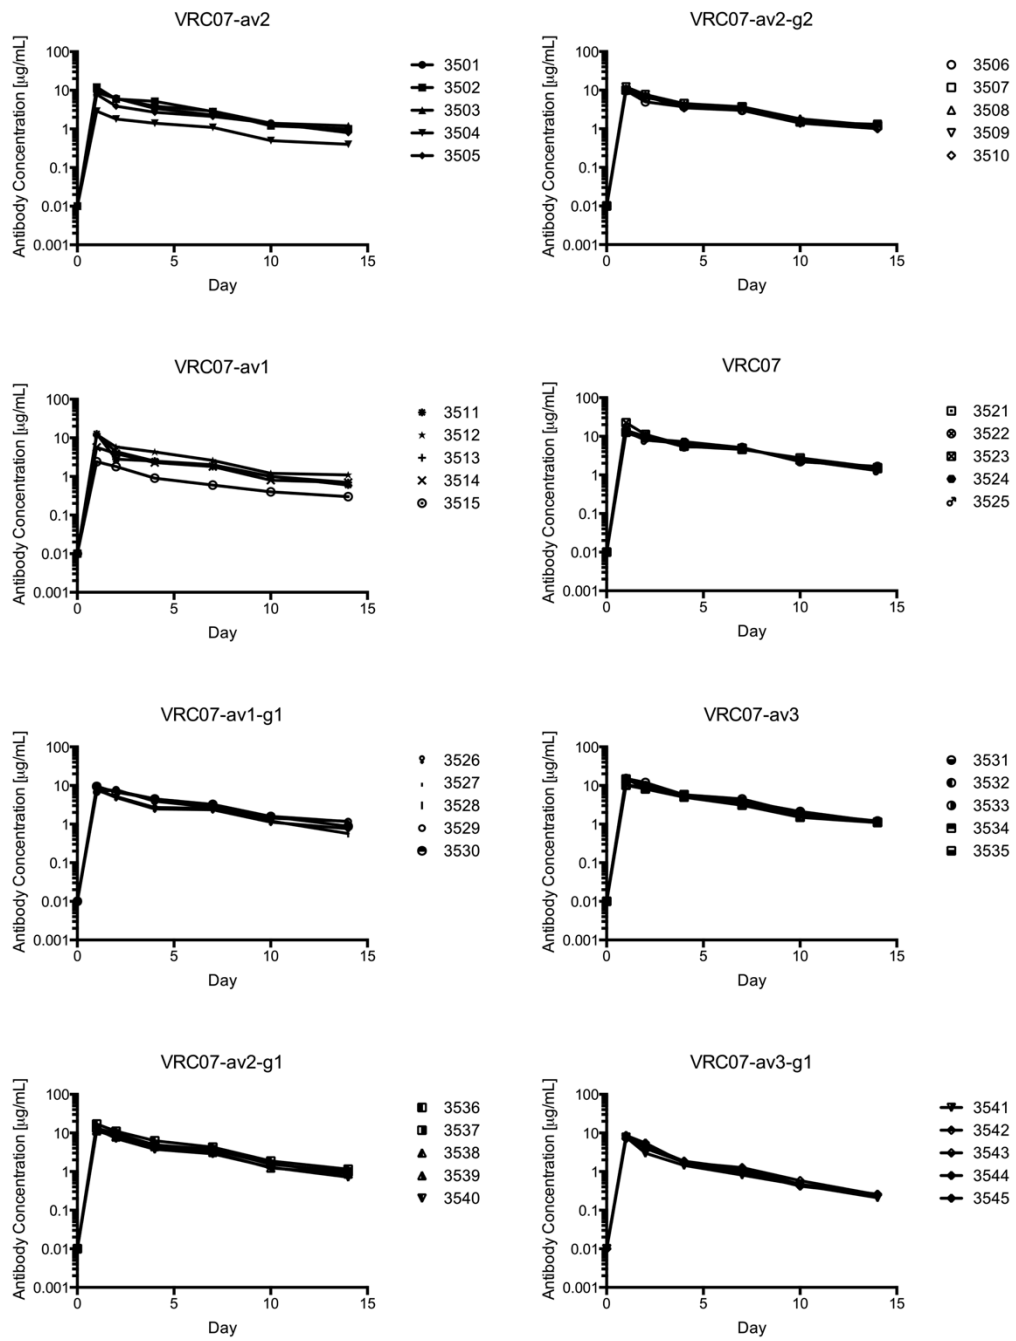 VRC07-av2
Antibody Concentration [µg/mL]
100
10
1
0.1
0.01
0.001
0 5 10 15
Day
3501
3502
3503
3504
3505
VRC07-av2-g2
Antibody Concentration [µg/mL]
100
10
1
0.1
0.01
0.001
0 5 10 15
Day
3506
3507
3508
3509
3510
VRC07-av1
Antibody Concentration [µg/mL]
100
10
1
0.1
0.01
0.001
0 5 10 15
Day
3511
3512
3513
3514
3515
VRC07
Antibody Concentration [µg/mL]
100
10
1
0.1
0.01
0.001
0 5 10 15
Day
3521
3522
3523
3524
3525
VRC07-av1-g1
Antibody Concentration [µg/mL]
100
10
1
0.1
0.01
0.001
0 5 10 15
Day
3526
3527
3528
3529
3530
VRC07-av3
Antibody Concentration [µg/mL]
100
10
1
0.1
0.01
0.001
0 5 10 15
Day
3531
3532
3533
3534
3535
VRC07-av2-g1
Antibody Concentration [µg/mL]
100
10
1
0.1
0.01
0.001
0 5 10 15
Day
3536
3537
3538
3539
3540
VRC07-av3-g1
Antibody Concentration [µg/mL]
100
10
1
0.1
0.01
0.001
0 5 10 15
Day
3541
3542
3543
3544
3545